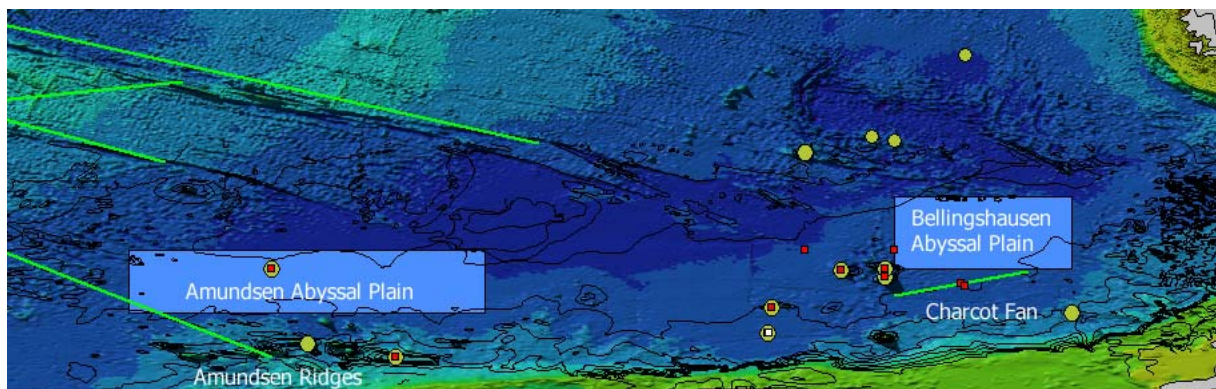 Bellingshausen
Abyssal Plain
Amundsen Abyssal Plain
Charcot Fan
Amundsen Ridges